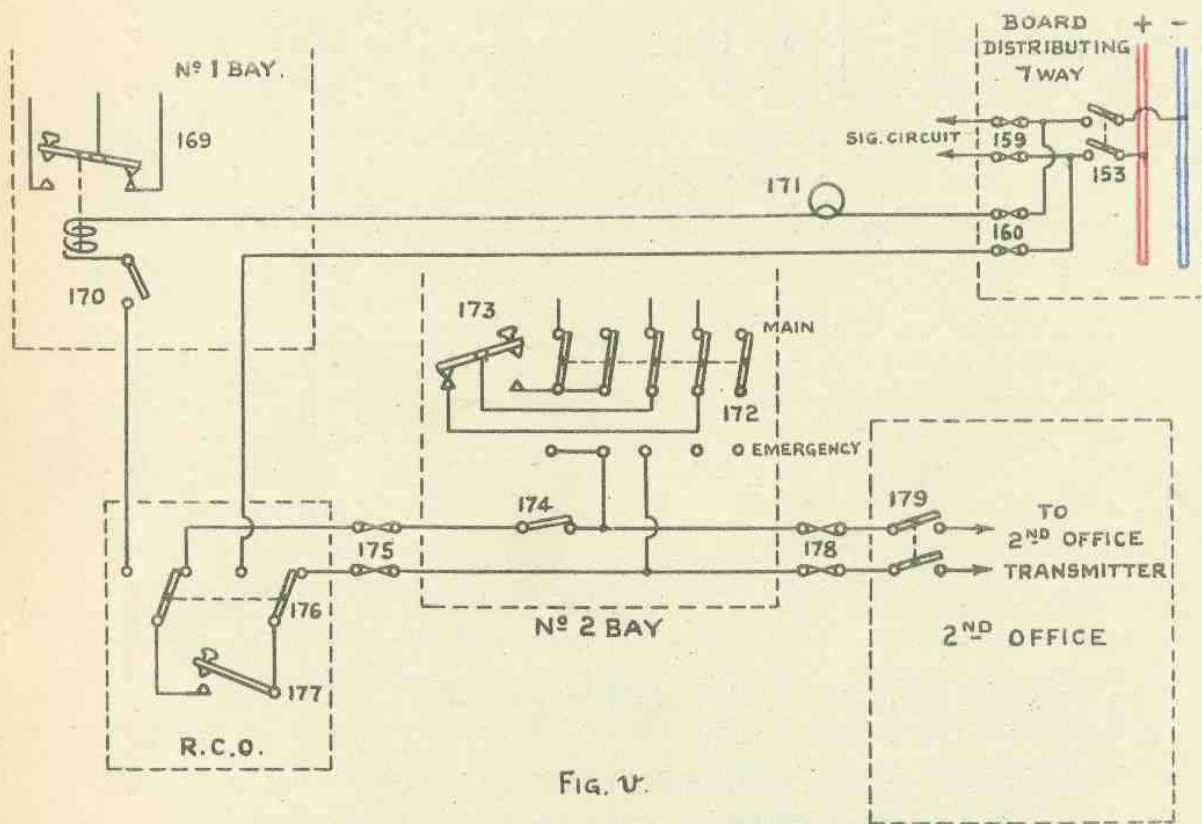 Nº 1 BAY.
169
170
171
BOARD
DISTRIBUTING
7 WAY
+ -
SIG. CIRCUIT
159
153
160
173
MAIN
172
EMERGENCY
174
175
178
179
TO
2ND OFFICE
TRANSMITTER
2ND OFFICE
Nº 2 BAY
176
177
R.C.O.
FIG. V.